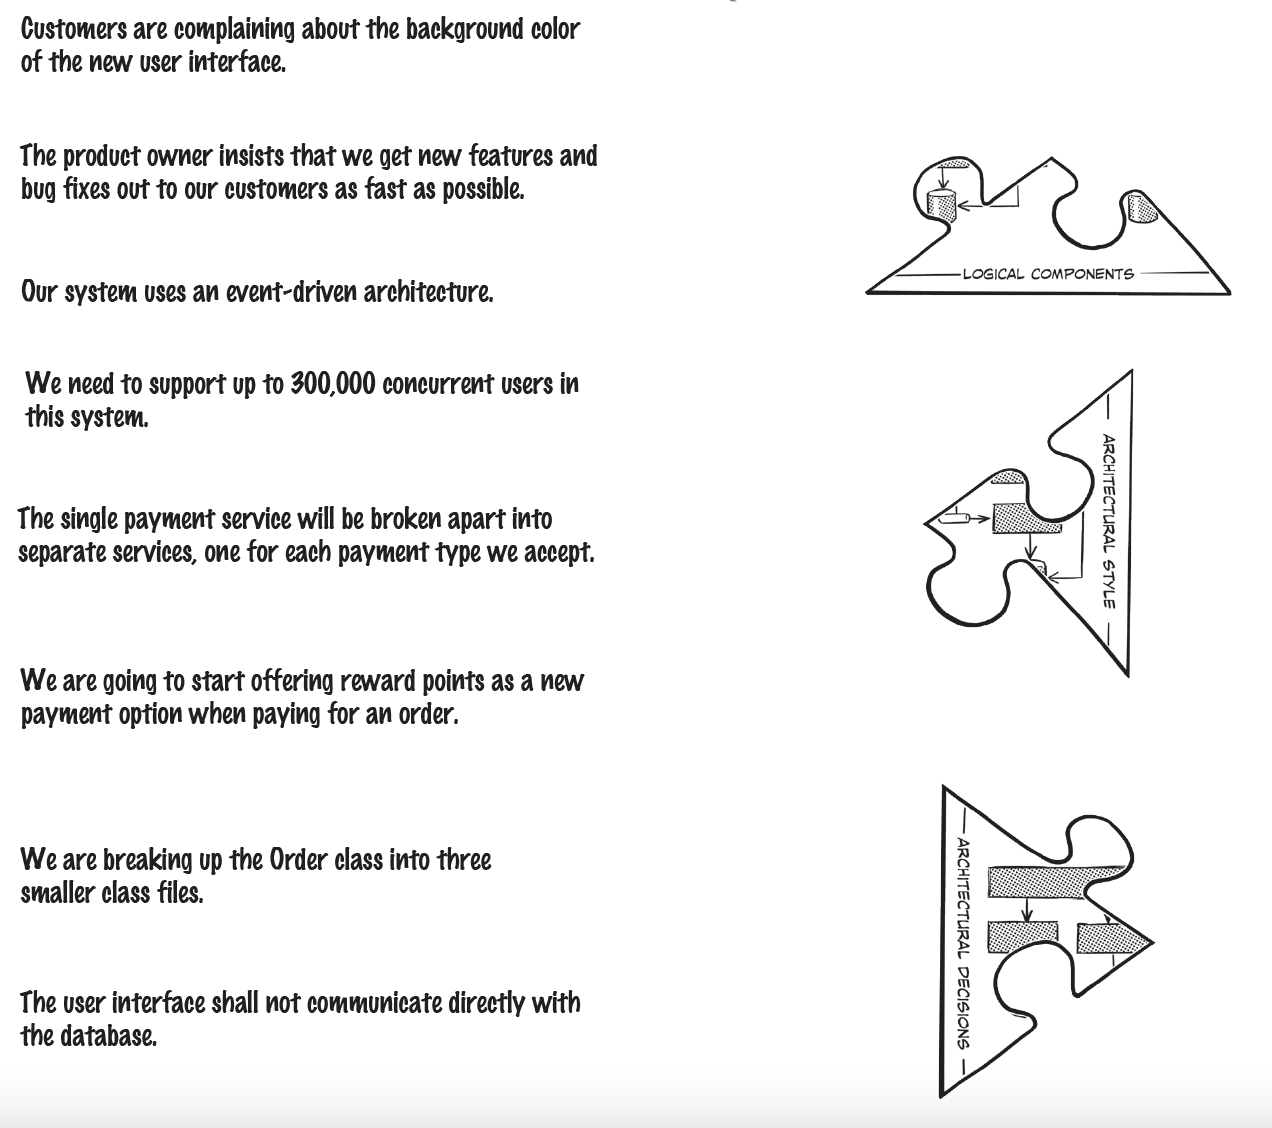 Customers are complaining about the background color
of the new user interface.
The product owner insists that we get new features and
bug fixes out to our customers as fast as possible.
LOGICAL COMPONENTS
Our system uses an event-driven architecture.
We need to support up to 300,000 concurrent users in
this system.
ARCHITECTURAL STYLE
The single payment service will be broken apart into
separate services, one for each payment type we accept.
We are going to start offering reward points as a new
payment option when paying for an order.
We are breaking up the Order class into three
smaller class files.
ARCHITECTURAL DECISIONS
The user interface shall not communicate directly with
the database.